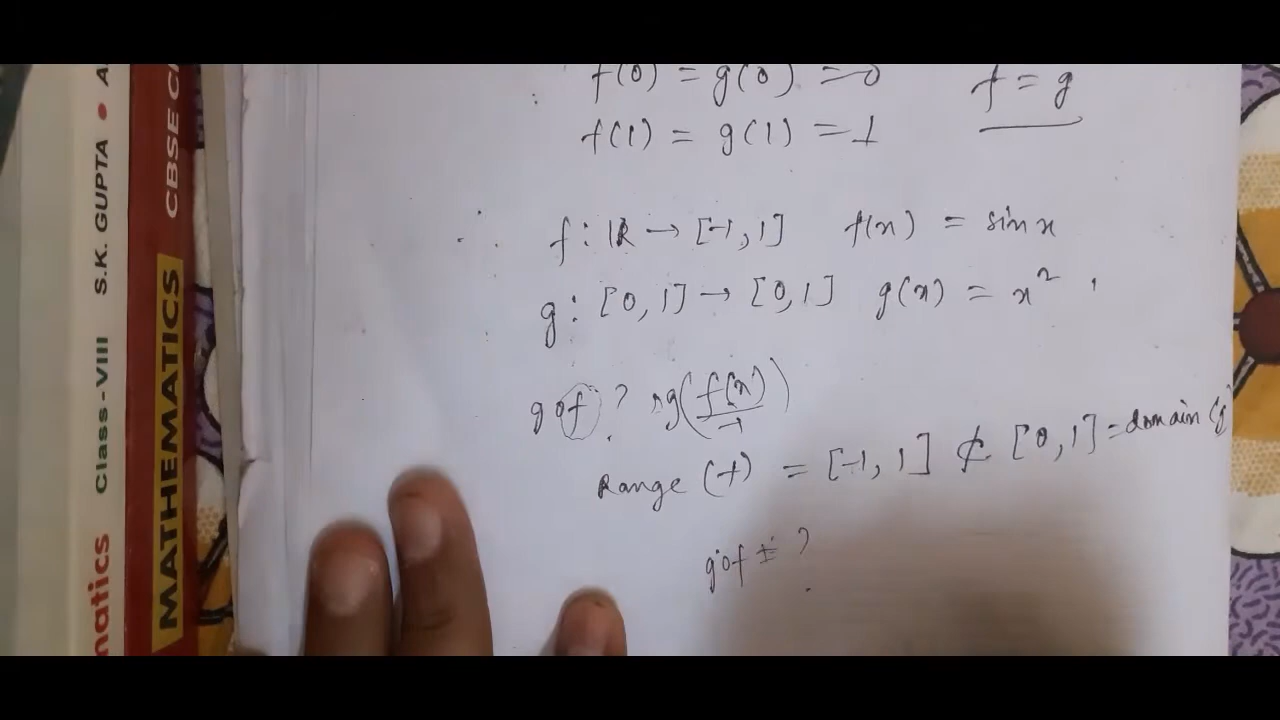 matics Class-VIII S.K. GUPTA • A
MATHEMATICS CBSE C
f(0) = g(0) = 0 f = g
f(1) = g(1) = 1
∴ f : ℝ → [-1, 1] f(x) = sin x
g : [0, 1] → [0, 1] g(x) = x²
gof ? g(f(x))
Range (f) = [-1, 1] ⊄ [0, 1] = domain (g
gof ?